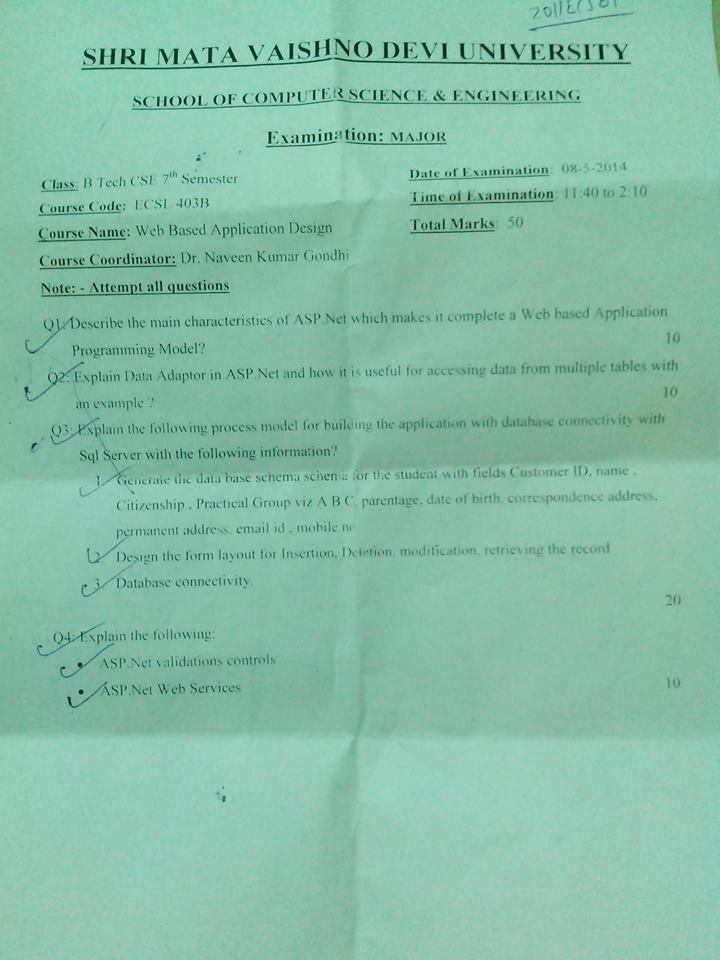 SHRI MATA VAISHNO DEVI UNIVERSITY
SCHOOL OF COMPUTER SCIENCE & ENGINEERING
Examination: MAJOR
Class: B Tech CSE 7th Semester
Date of Examination: 08-5-2014
Course Code: ECSL 403B
Time of Examination: 11:40 to 2:10
Course Name: Web Based Application Design
Total Marks: 50
Course Coordinator: Dr. Naveen Kumar Gondhi
Note: - Attempt all questions
Q1: Describe the main characteristics of ASP.Net which makes it complete a Web based Application
Programming Model? 10
Q2: Explain Data Adaptor in ASP.Net and how it is useful for accessing data from multiple tables with
an example ? 10
Q3: Explain the following process model for building the application with database connectivity with
Sql Server with the following information?
1. Generate the data base schema schema for the student with fields Customer ID, name ,
Citizenship , Practical Group viz A B C, parentage, date of birth, correspondence address,
permanent address, email id , mobile no
2. Design the form layout for Insertion, Deletion, modification, retrieving the record
3. Database connectivity.
20
Q4: Explain the following:
• ASP.Net validations controls
• ASP.Net Web Services 10